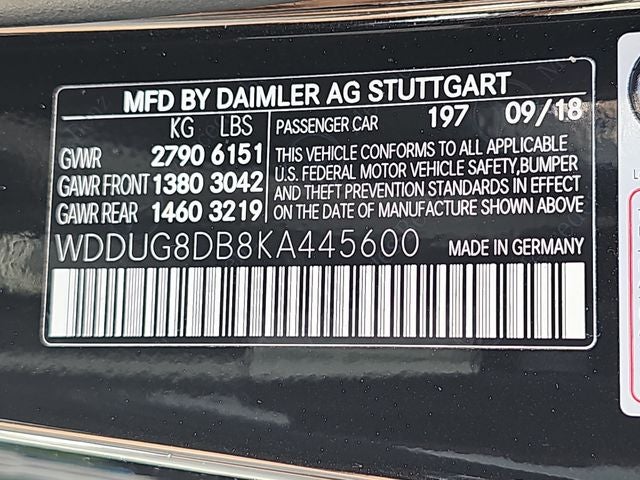 MFD BY DAIMLER AG STUTTGART
KG LBS PASSENGER CAR 197 09/18
GVWR 2790 6151 THIS VEHICLE CONFORMS TO ALL APPLICABLE
GAWR FRONT 1380 3042 U.S. FEDERAL MOTOR VEHICLE SAFETY,BUMPER
GAWR REAR 1460 3219 AND THEFT PREVENTION STANDARDS IN EFFECT
ON THE DATE OF MANUFACTURE SHOWN ABOVE
WDDUG8DB8KA445600 MADE IN GERMANY